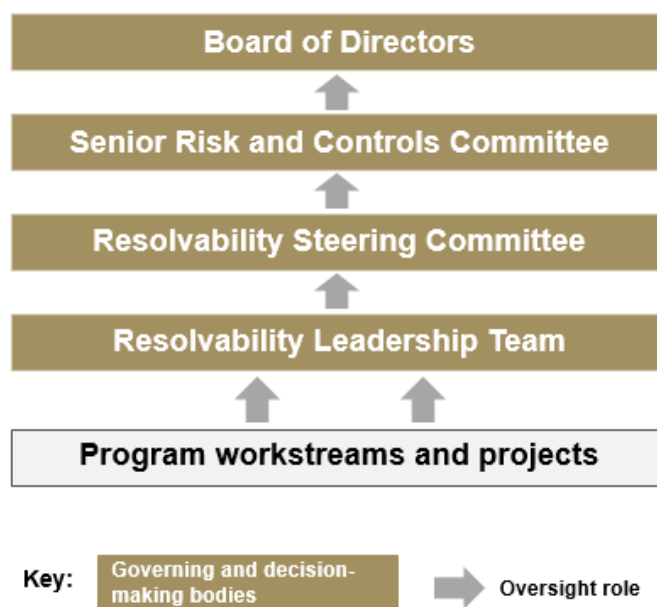 Board of Directors
Senior Risk and Controls Committee
Resolvability Steering Committee
Resolvability Leadership Team
Program workstreams and projects
Key:
Governing and decision-
making bodies
Oversight role